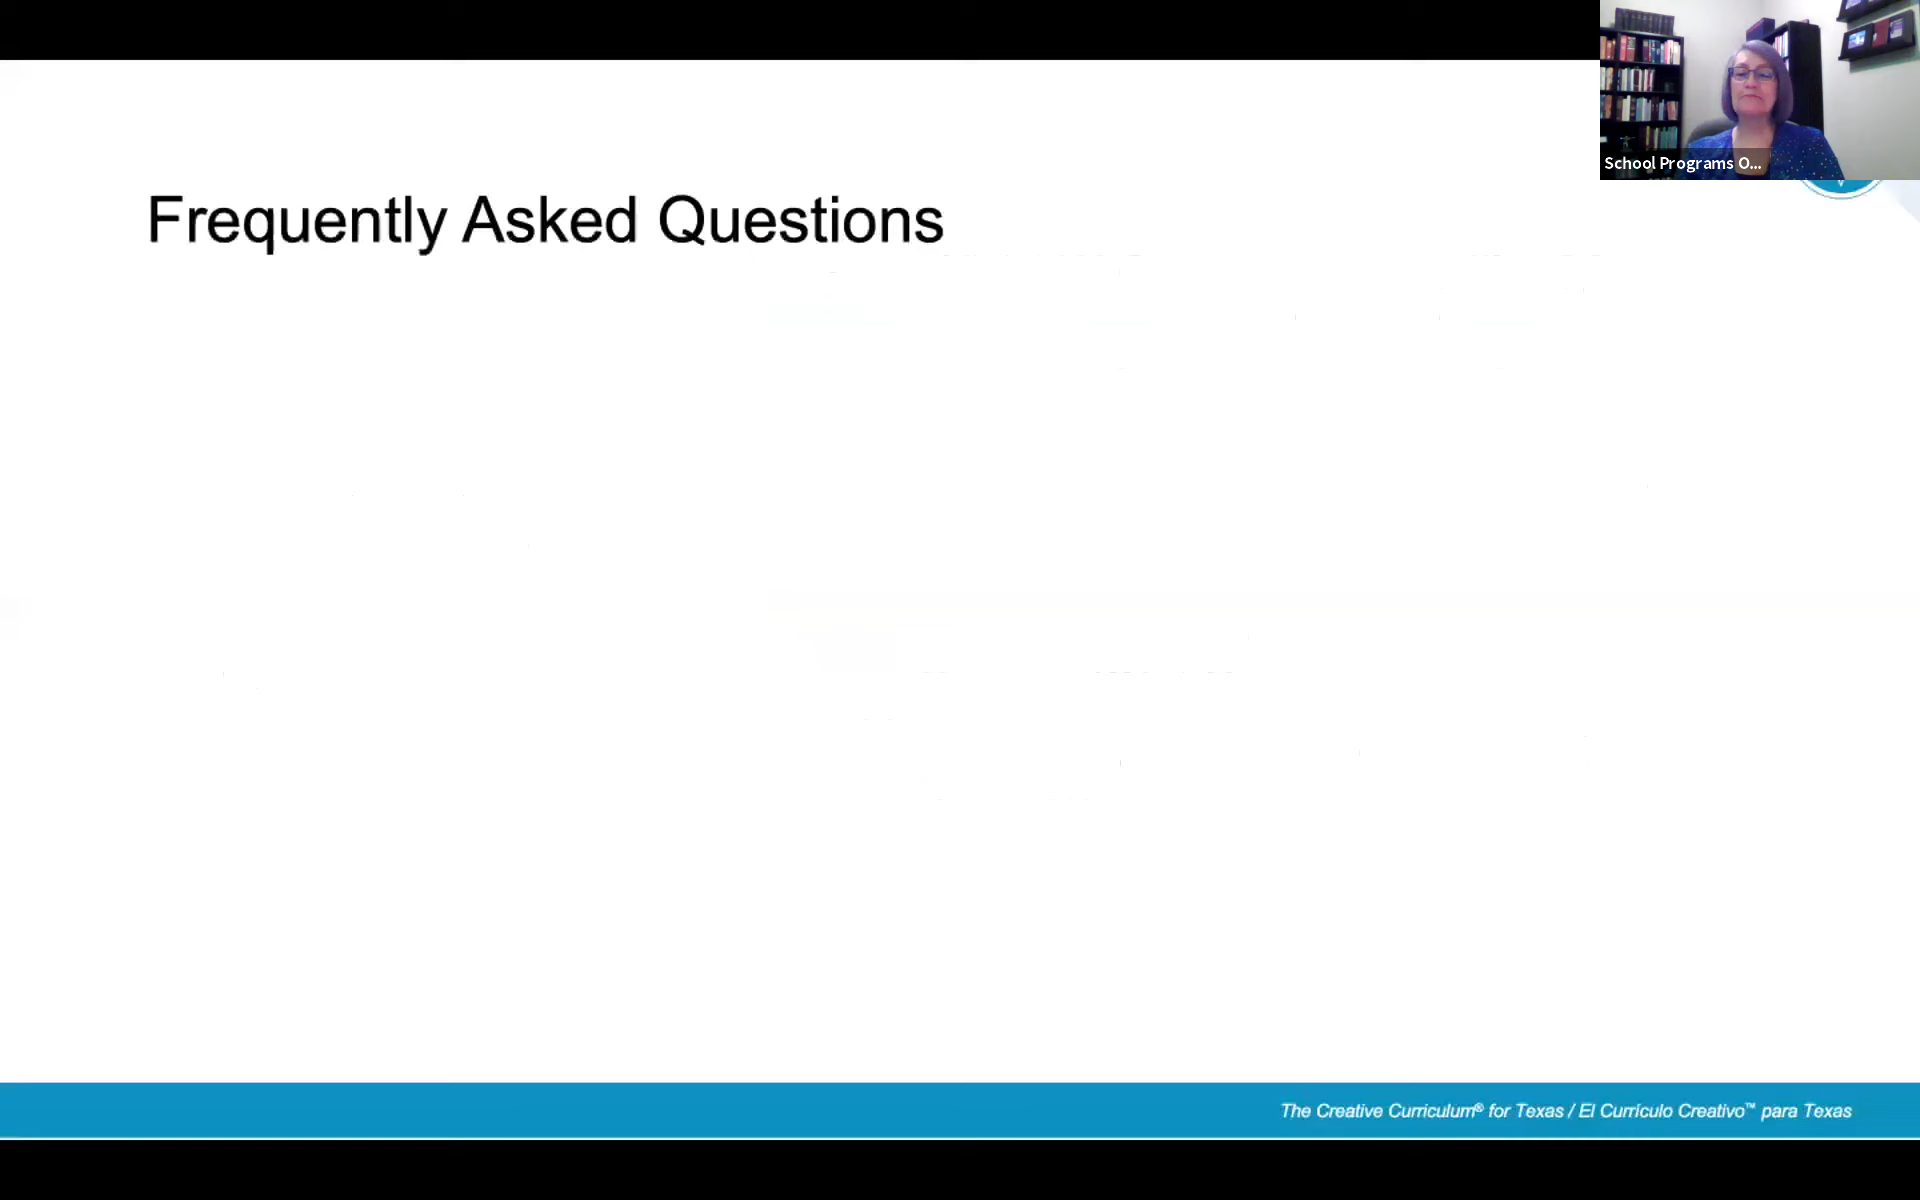 School Programs O...
Frequently Asked Questions
The Creative Curriculum® for Texas / El Currículo Creativo™ para Texas